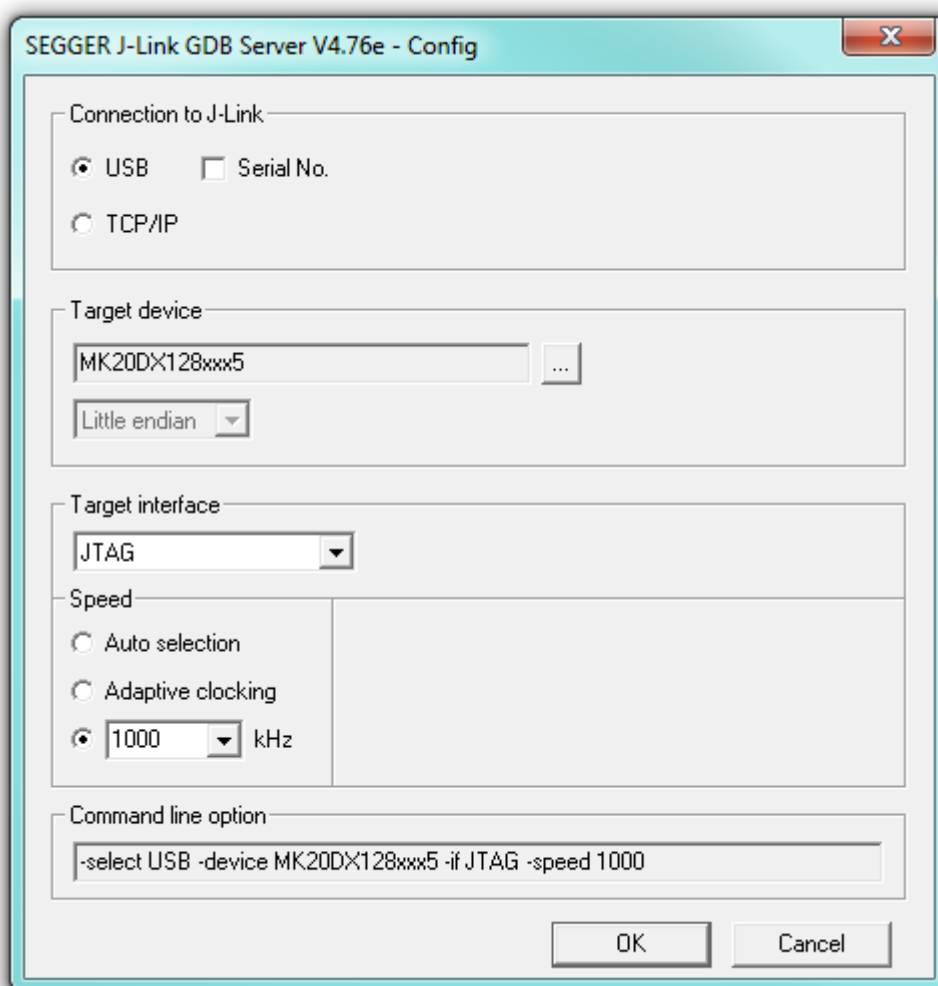 SEGGER J-Link GDB Server V4.76e - Config
Connection to J-Link
USB Serial No.
TCP/IP
Target device
MK20DX128xxx5
...
Little endian
Target interface
JTAG
Speed
Auto selection
Adaptive clocking
1000 kHz
Command line option
-select USB -device MK20DX128xxx5 -if JTAG -speed 1000
OK Cancel